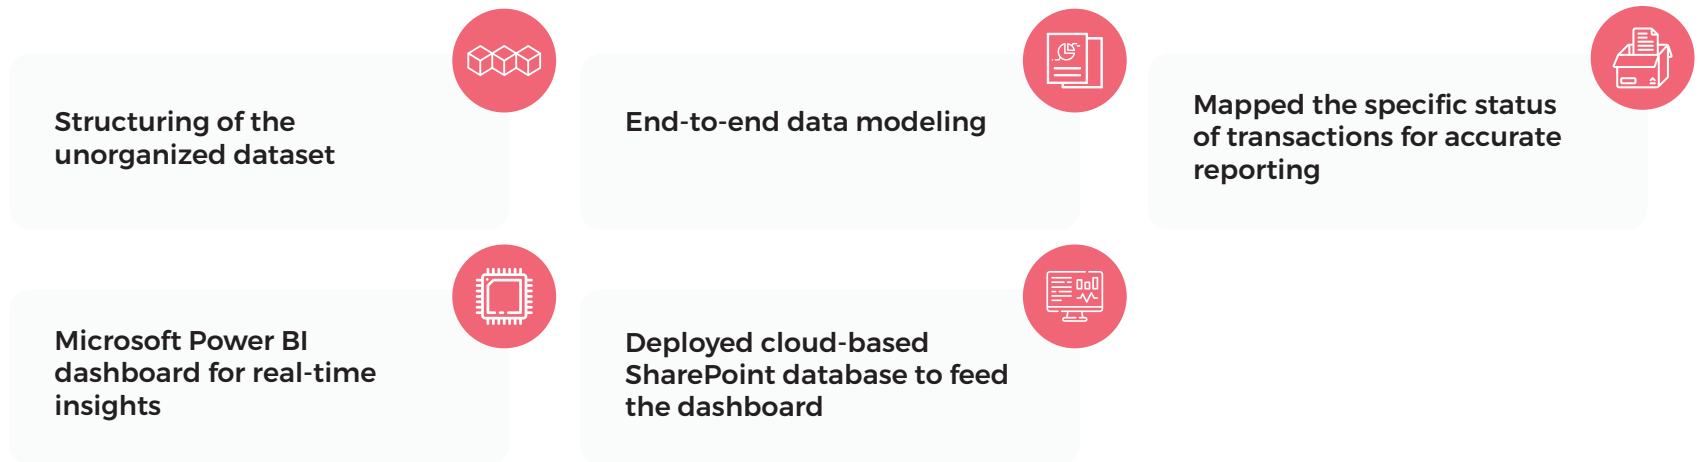 Structuring of the
unorganized dataset
End-to-end data modeling
Mapped the specific status
of transactions for accurate
reporting
Microsoft Power BI
dashboard for real-time
insights
Deployed cloud-based
SharePoint database to feed
the dashboard